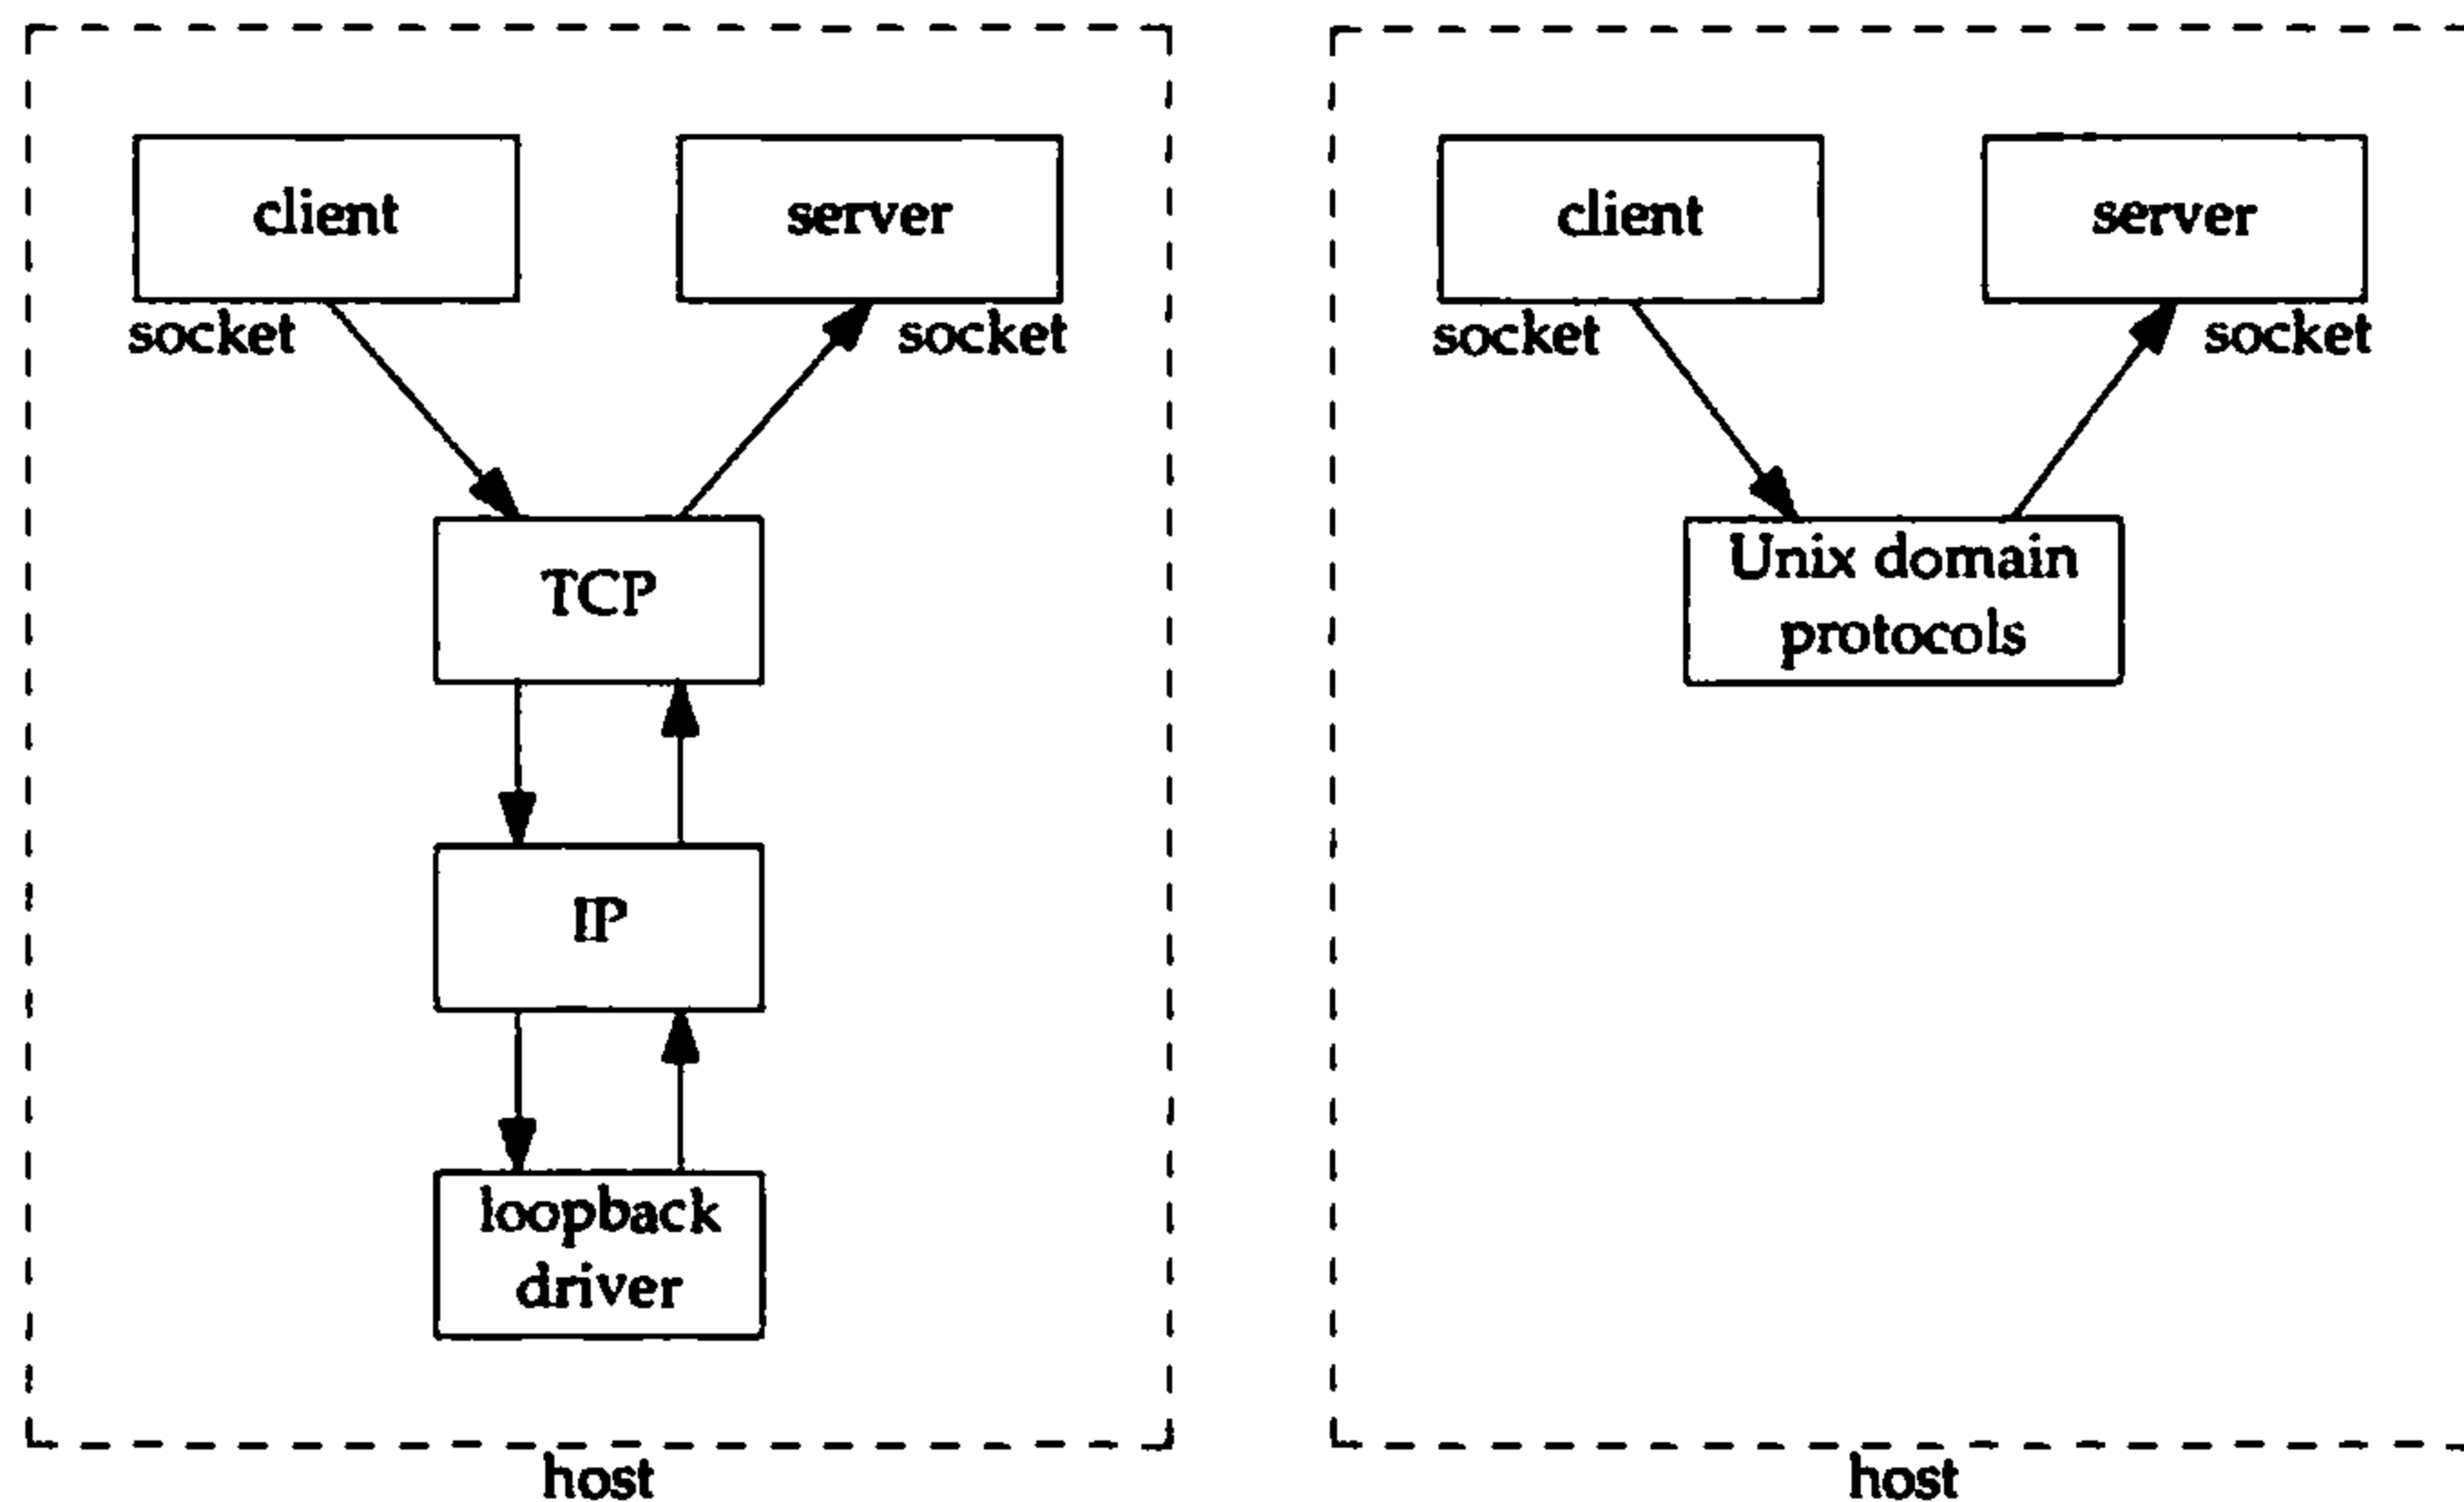 client
server
socket
socket
TCP
IP
loopback
driver
host
client
server
socket
socket
Unix domain
protocols
host